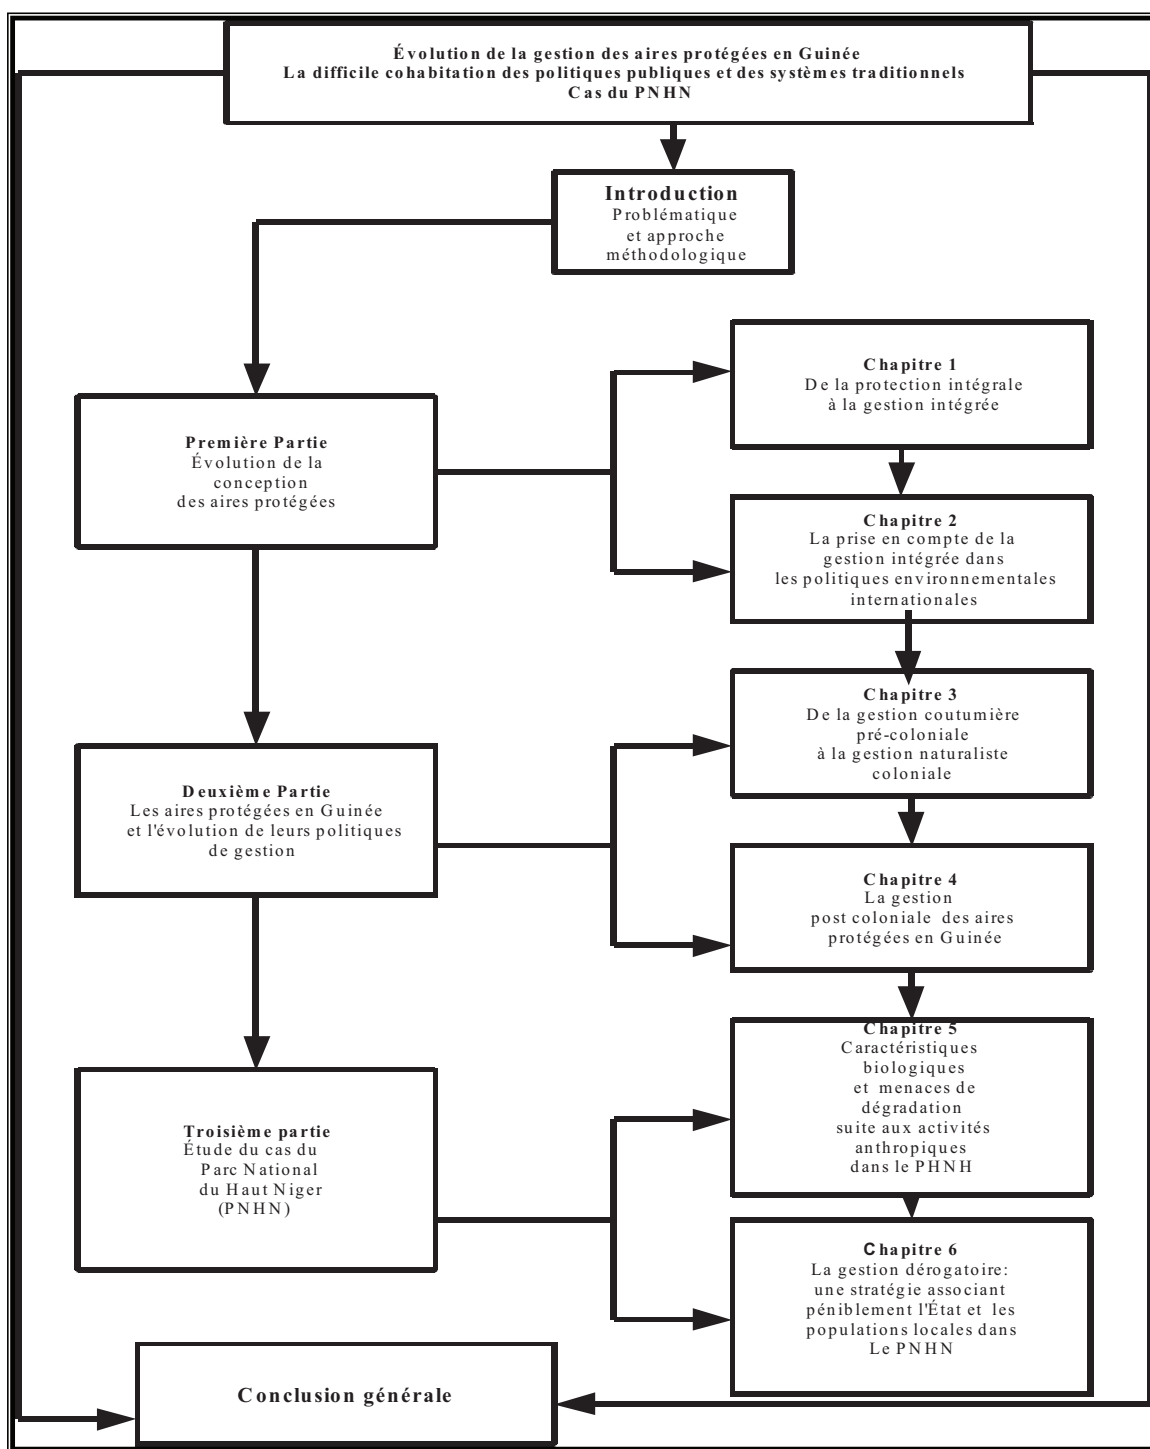 Évolution de la gestion des aires protégées en Guinée
La difficile cohabitation des politiques publiques et des systèmes traditionnels
Cas du PNHN
Introduction
Problématique
et approche
méthodologique
Première Partie
Évolution de la
conception
des aires protégées
Chapitre 1
De la protection intégrale
à la gestion intégrée
Chapitre 2
La prise en compte de la
gestion intégrée dans
les politiques environnementales
internationales
Deuxième Partie
Les aires protégées en Guinée
et l'évolution de leurs politiques
de gestion
Chapitre 3
De la gestion coutumière
pré-coloniale
à la gestion naturaliste
coloniale
Chapitre 4
La gestion
post coloniale des aires
protégées en Guinée
Troisième partie
Étude du cas du
Parc National
du Haut Niger
(PNHN)
Chapitre 5
Caractéristiques
biologiques
et menaces de
dégradation
suite aux activités
anthropiques
dans le PHNH
Chapitre 6
La gestion dérogatoire:
une stratégie associant
péniblement l'État et les
populations locales dans
Le PNHN
Conclusion générale